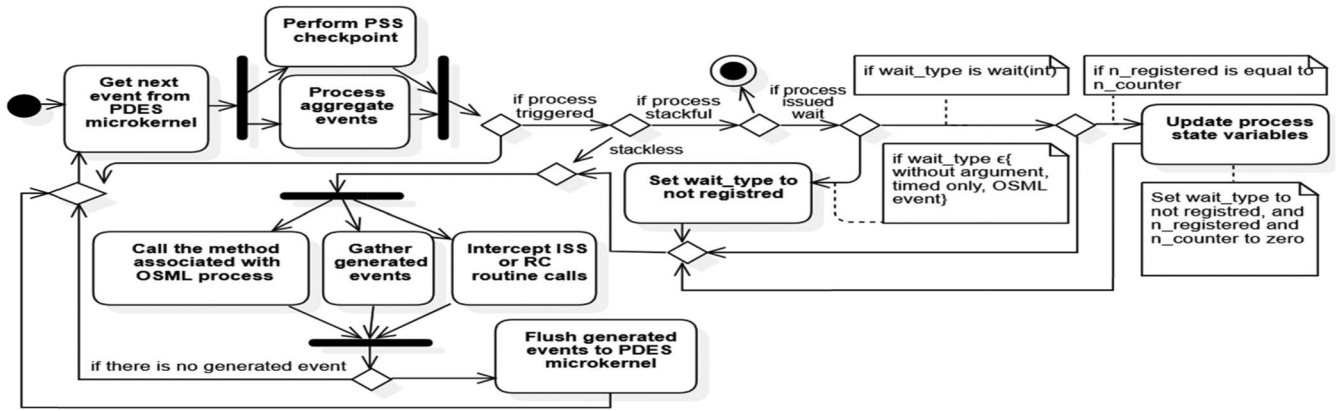 Perform PSS
checkpoint
Get next
event from
PDES
microkernel
Process
aggregate
events
if process
triggered
if process
stackful
stackless
if process
issued
wait
if wait_type is wait(int)
if n_registered is equal to
n_counter
Update process
state variables
Set wait_type to
not registred
if wait_type ϵ{
without argument,
timed only, OSML
event}
Set wait_type to
not registred, and
n_registered and
n_counter to zero
Call the method
associated with
OSML process
Gather
generated
events
Intercept ISS
or RC
routine calls
Flush generated
events to PDES
microkernel
if there is no generated event